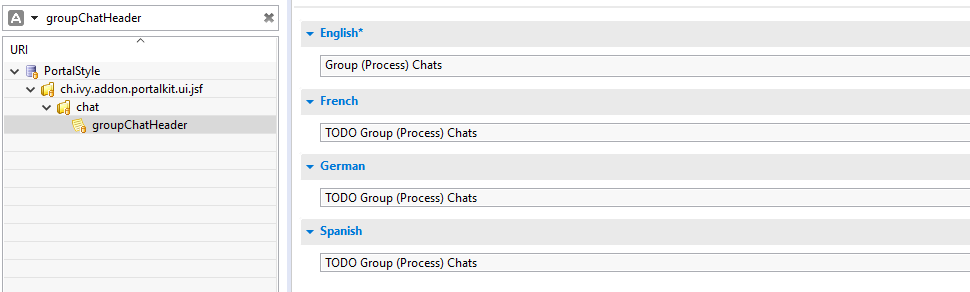 groupChatHeader
URI
PortalStyle
ch.ivy.addon.portalkit.ui.jsf
chat
groupChatHeader
English*
Group (Process) Chats
French
TODO Group (Process) Chats
German
TODO Group (Process) Chats
Spanish
TODO Group (Process) Chats